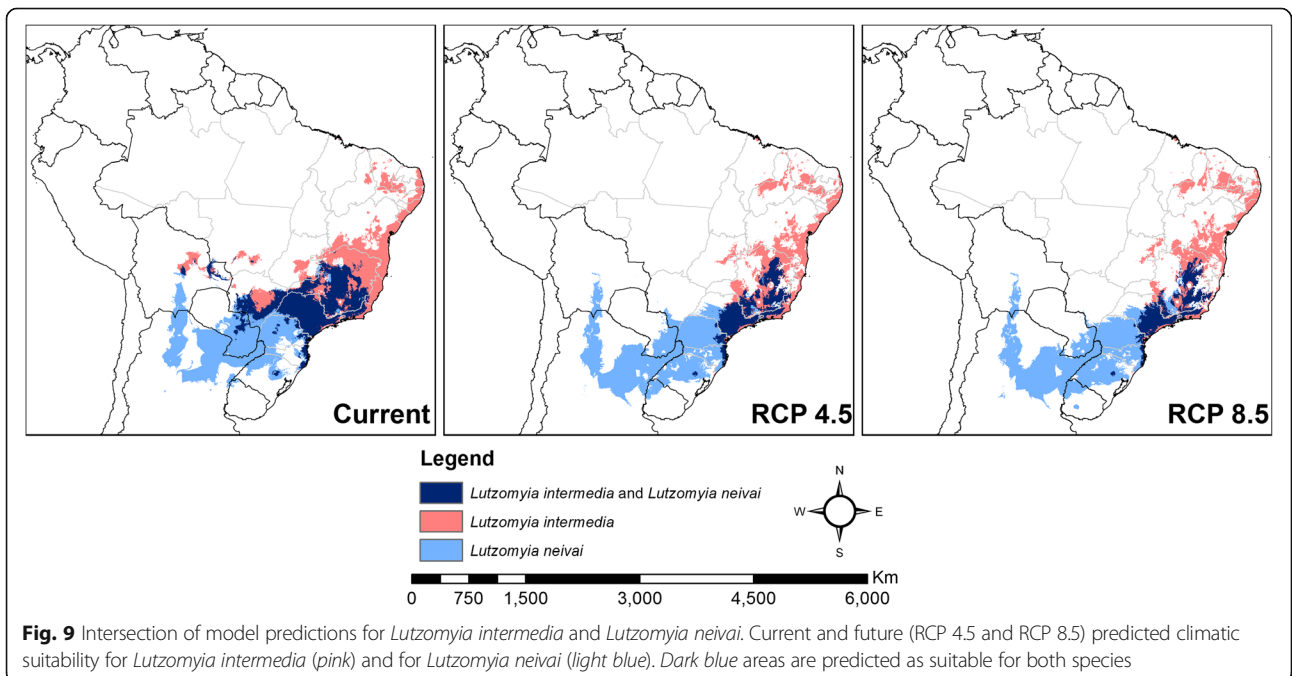 Current
RCP 4.5
RCP 8.5
Legend
Lutzomyia intermedia and Lutzomyia neivai
Lutzomyia intermedia
Lutzomyia neivai
N
W E
S
Km
0 750 1,500 3,000 4,500 6,000
Fig. 9 Intersection of model predictions for Lutzomyia intermedia and Lutzomyia neivai. Current and future (RCP 4.5 and RCP 8.5) predicted climatic
suitability for Lutzomyia intermedia (pink) and for Lutzomyia neivai (light blue). Dark blue areas are predicted as suitable for both species